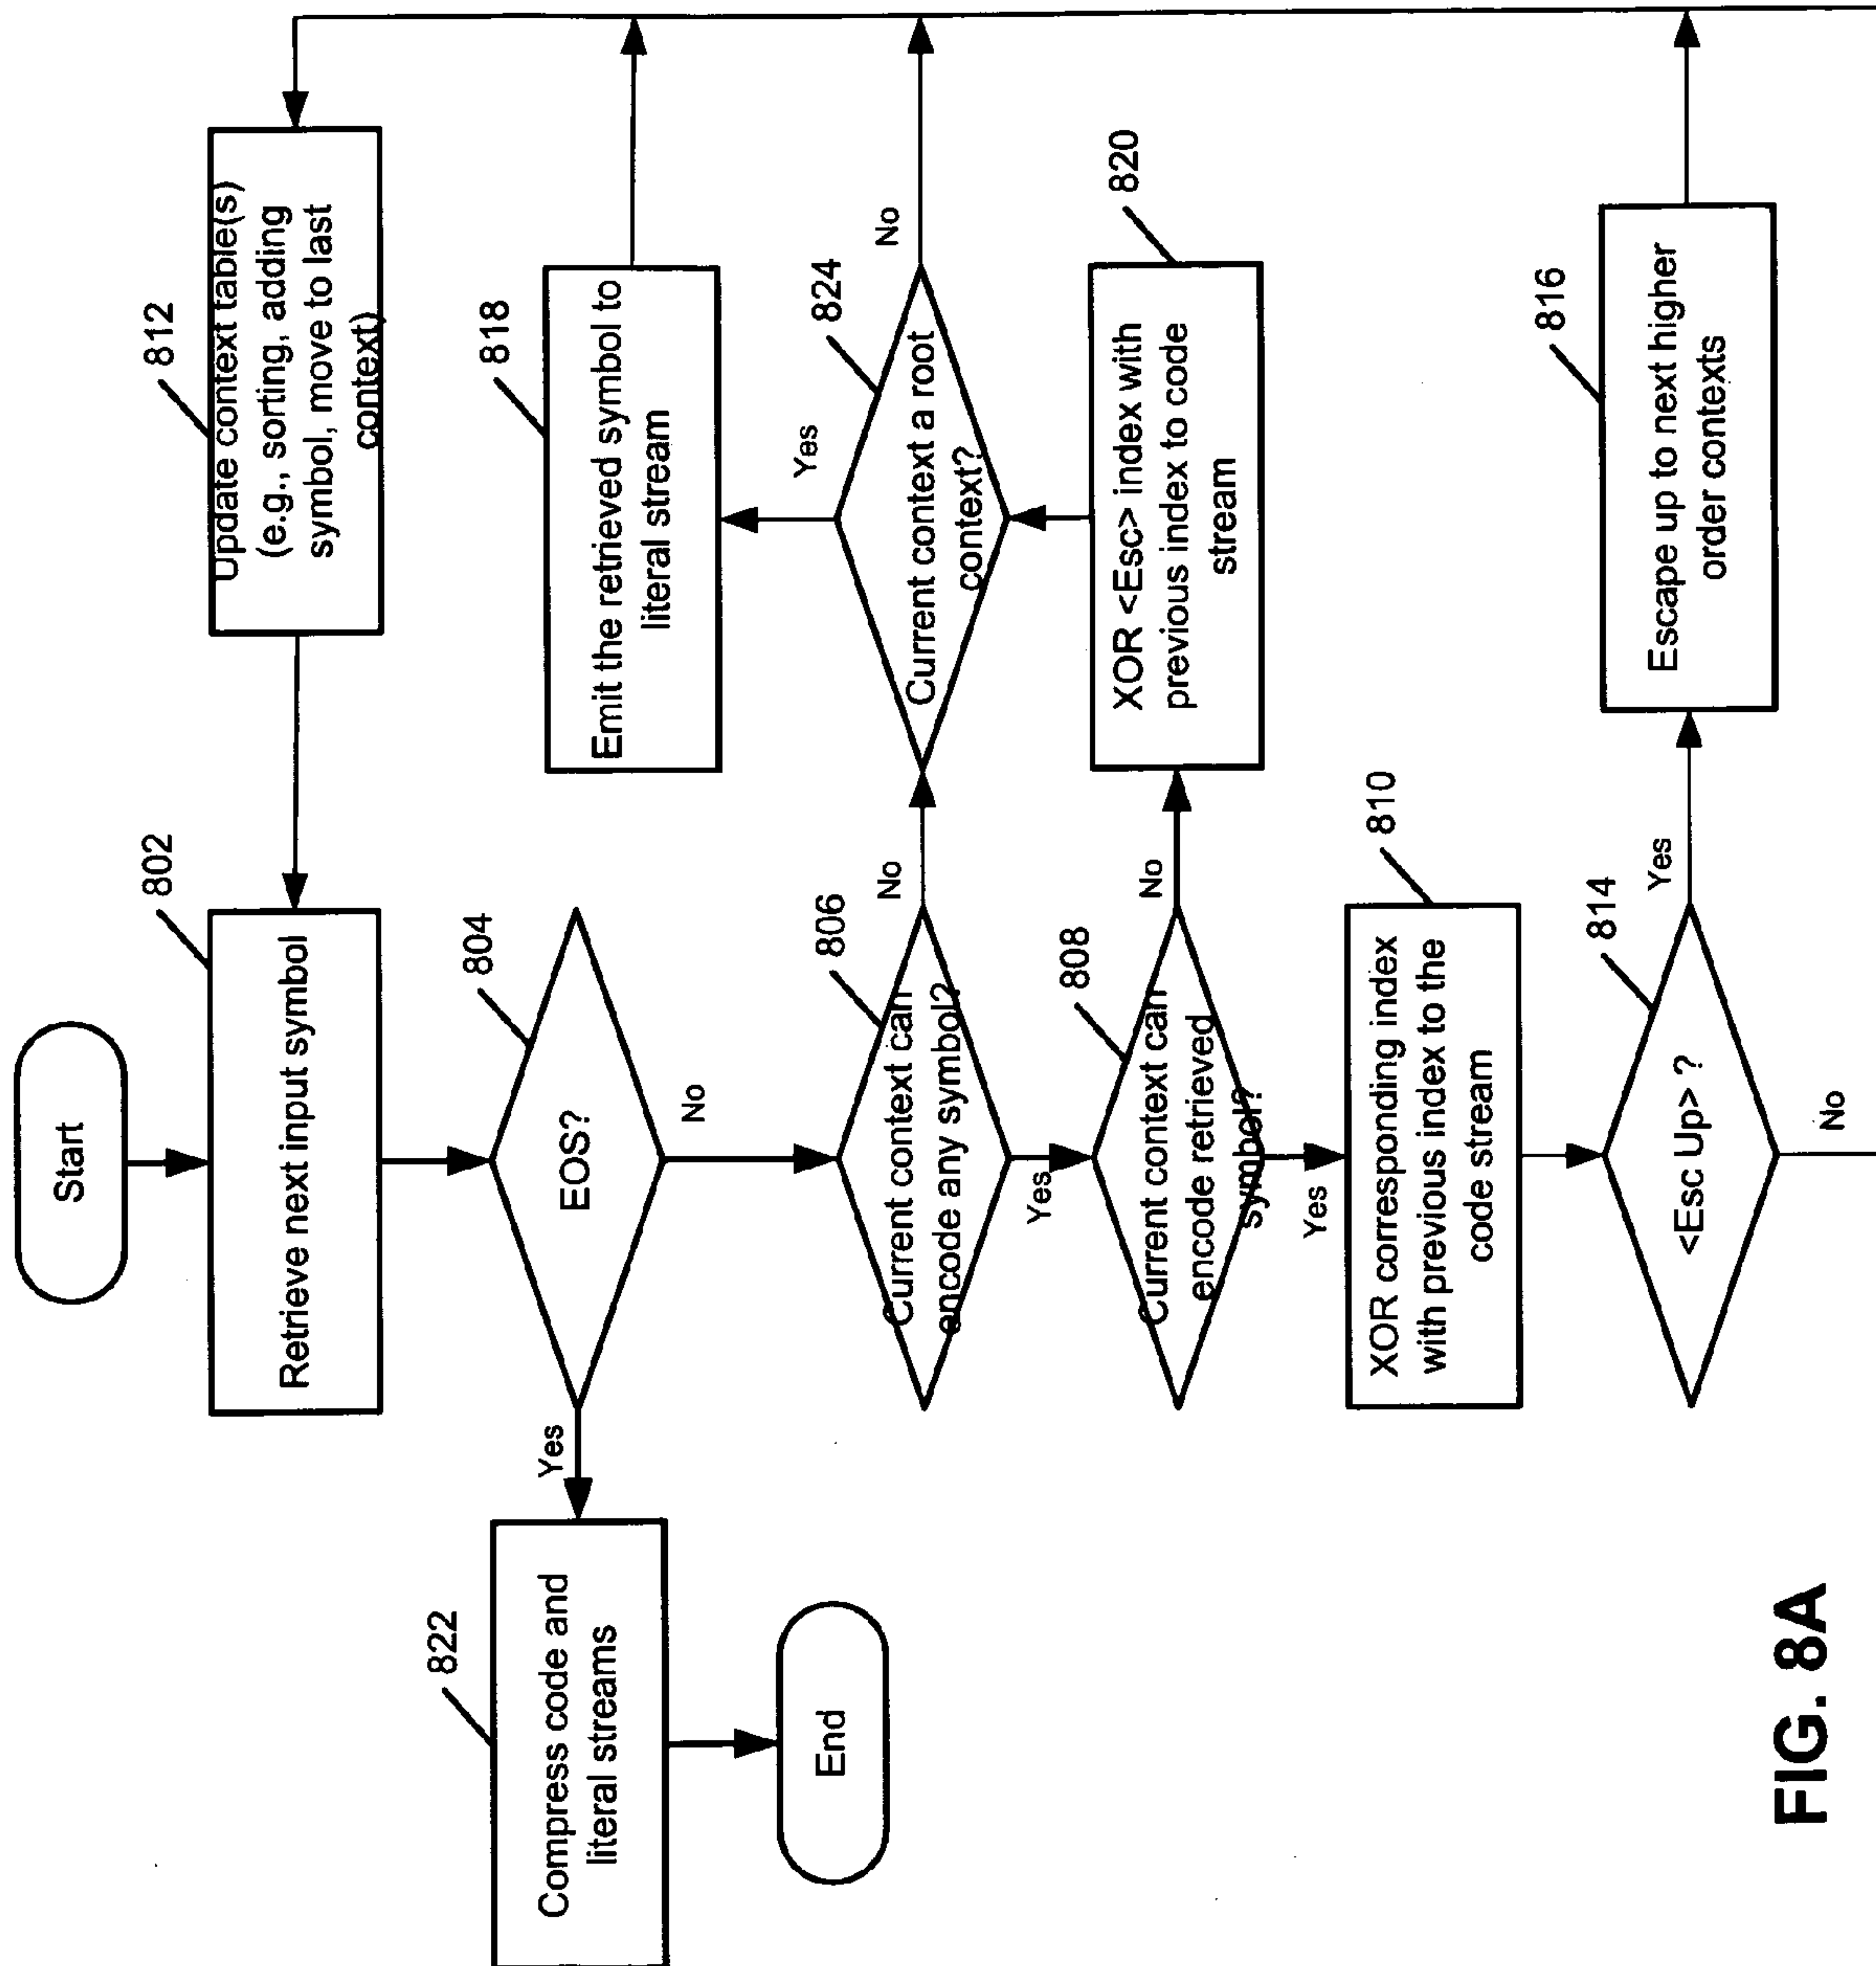 Start
802
Retrieve next input symbol
812
Update context table(s)
(e.g., sorting, adding
symbol, move to last
context)
804
EOS?
Yes
No
822
Compress code and
literal streams
End
818
Emit the retrieved symbol to
literal stream
806
Current context can
encode any symbol?
No
Yes
824
Current context a root
context?
Yes
No
808
Current context can
encode retrieved
symbol?
No
Yes
820
XOR <Esc> index with
previous index to code
stream
810
XOR corresponding index
with previous index to the
code stream
814
<Esc Up> ?
Yes
No
816
Escape up to next higher
order contexts
FIG. 8A